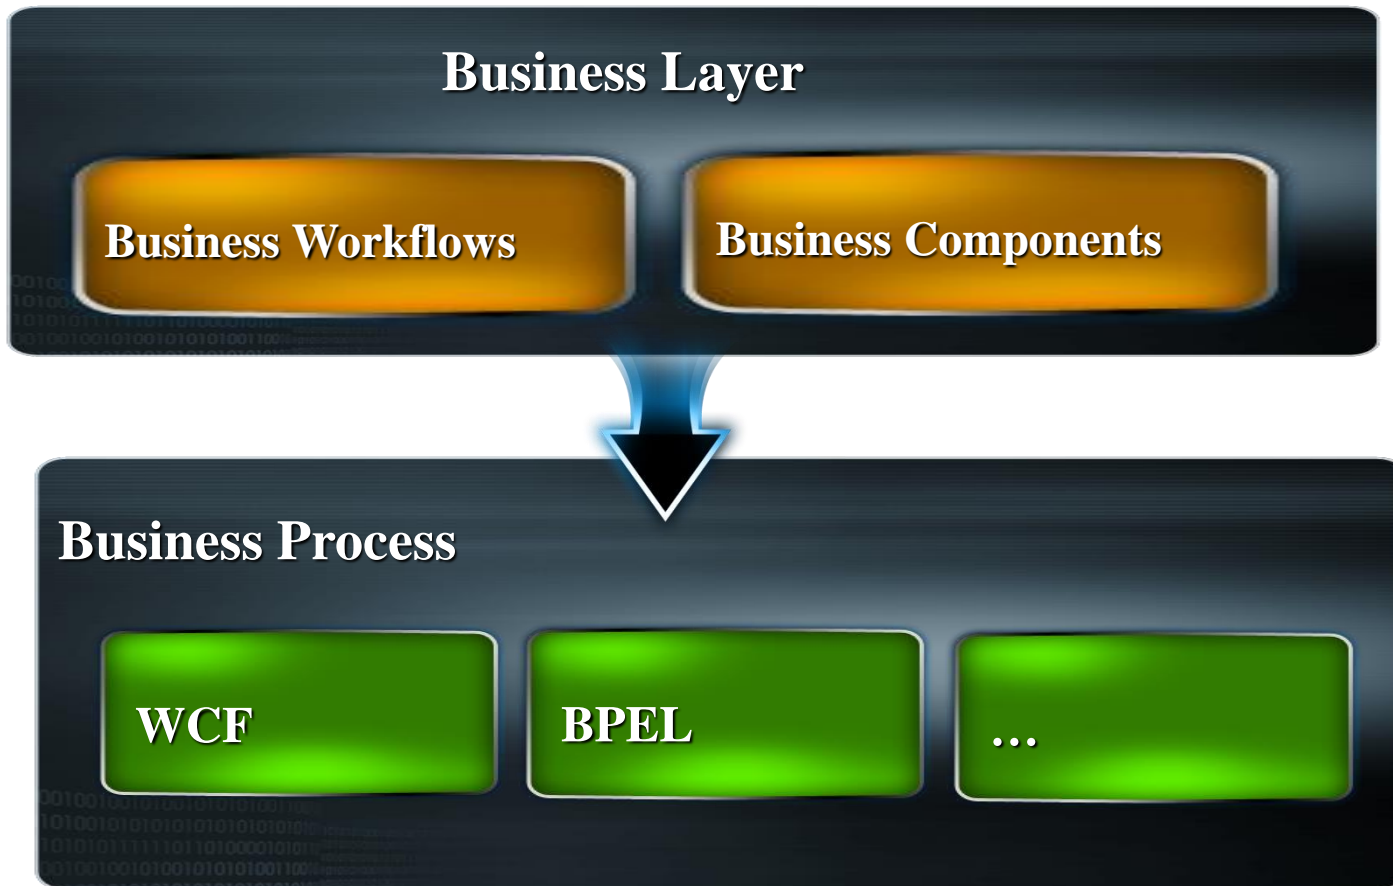 Business Layer
Business Workflows
Business Components
Business Process
WCF
BPEL
...